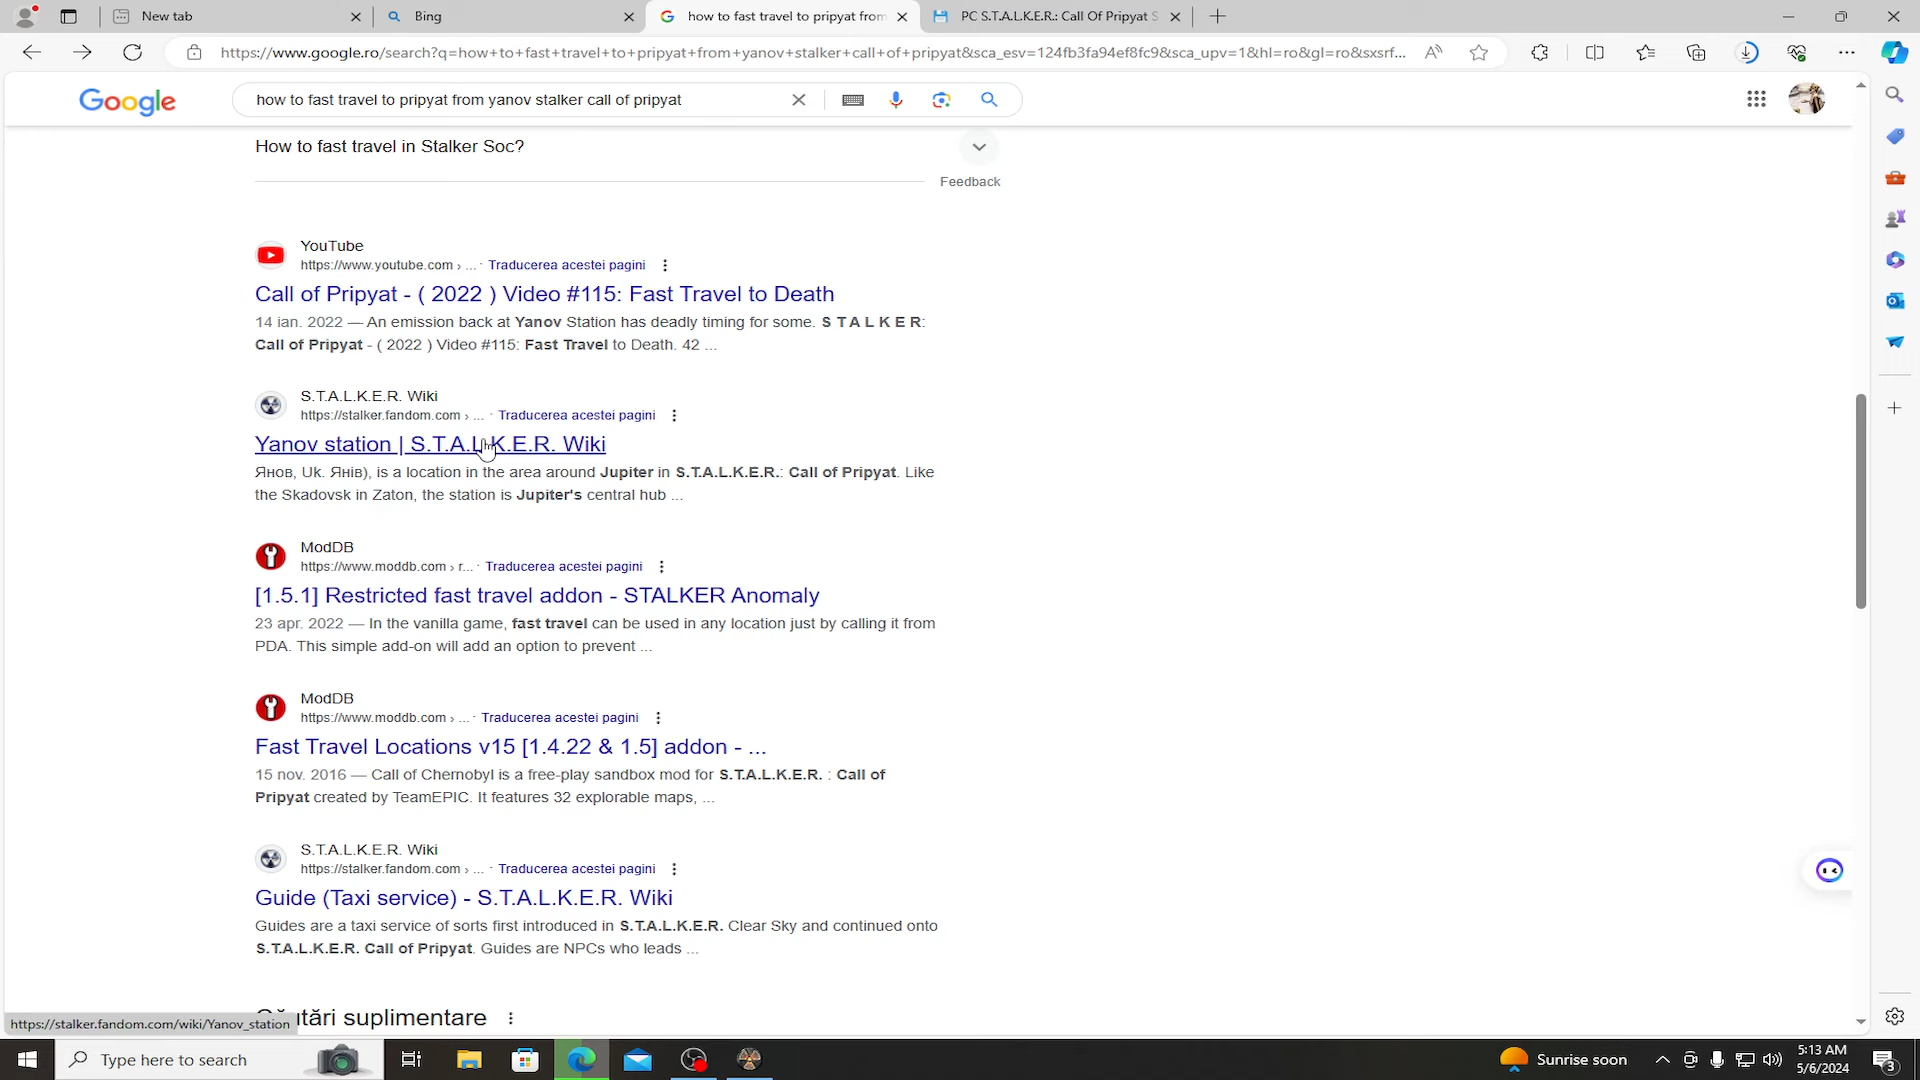 New tab
Bing
how to fast travel to pripyat from
PC S.T.A.L.K.E.R.: Call Of Pripyat S
https://www.google.ro/search?q=how+to+fast+travel+to+pripyat+from+yanov+stalker+call+of+pripyat&sca_esv=124fb3fa94ef8fc9&sca_upv=1&hl=ro&gl=ro&sxsrf...
Google
how to fast travel to pripyat from yanov stalker call of pripyat
How to fast travel in Stalker Soc?
Feedback
YouTube
https://www.youtube.com › ... · Traducerea acestei pagini
Call of Pripyat - ( 2022 ) Video #115: Fast Travel to Death
14 ian. 2022 — An emission back at Yanov Station has deadly timing for some. S T A L K E R:
Call of Pripyat - ( 2022 ) Video #115: Fast Travel to Death. 42 ...
S.T.A.L.K.E.R. Wiki
https://stalker.fandom.com › ... · Traducerea acestei pagini
Yanov station | S.T.A.L.K.E.R. Wiki
Янов, Uk. Янів), is a location in the area around Jupiter in S.T.A.L.K.E.R.: Call of Pripyat. Like
the Skadovsk in Zaton, the station is Jupiter's central hub ...
ModDB
https://www.moddb.com › r... · Traducerea acestei pagini
[1.5.1] Restricted fast travel addon - STALKER Anomaly
23 apr. 2022 — In the vanilla game, fast travel can be used in any location just by calling it from
PDA. This simple add-on will add an option to prevent ...
ModDB
https://www.moddb.com › ... · Traducerea acestei pagini
Fast Travel Locations v15 [1.4.22 & 1.5] addon - ...
15 nov. 2016 — Call of Chernobyl is a free-play sandbox mod for S.T.A.L.K.E.R. : Call of
Pripyat created by TeamEPIC. It features 32 explorable maps, ...
S.T.A.L.K.E.R. Wiki
https://stalker.fandom.com › ... · Traducerea acestei pagini
Guide (Taxi service) - S.T.A.L.K.E.R. Wiki
Guides are a taxi service of sorts first introduced in S.T.A.L.K.E.R. Clear Sky and continued onto
S.T.A.L.K.E.R. Call of Pripyat. Guides are NPCs who leads ...
Căutări suplimentare
https://stalker.fandom.com/wiki/Yanov_station
Type here to search
Sunrise soon
5:13 AM
5/6/2024
3